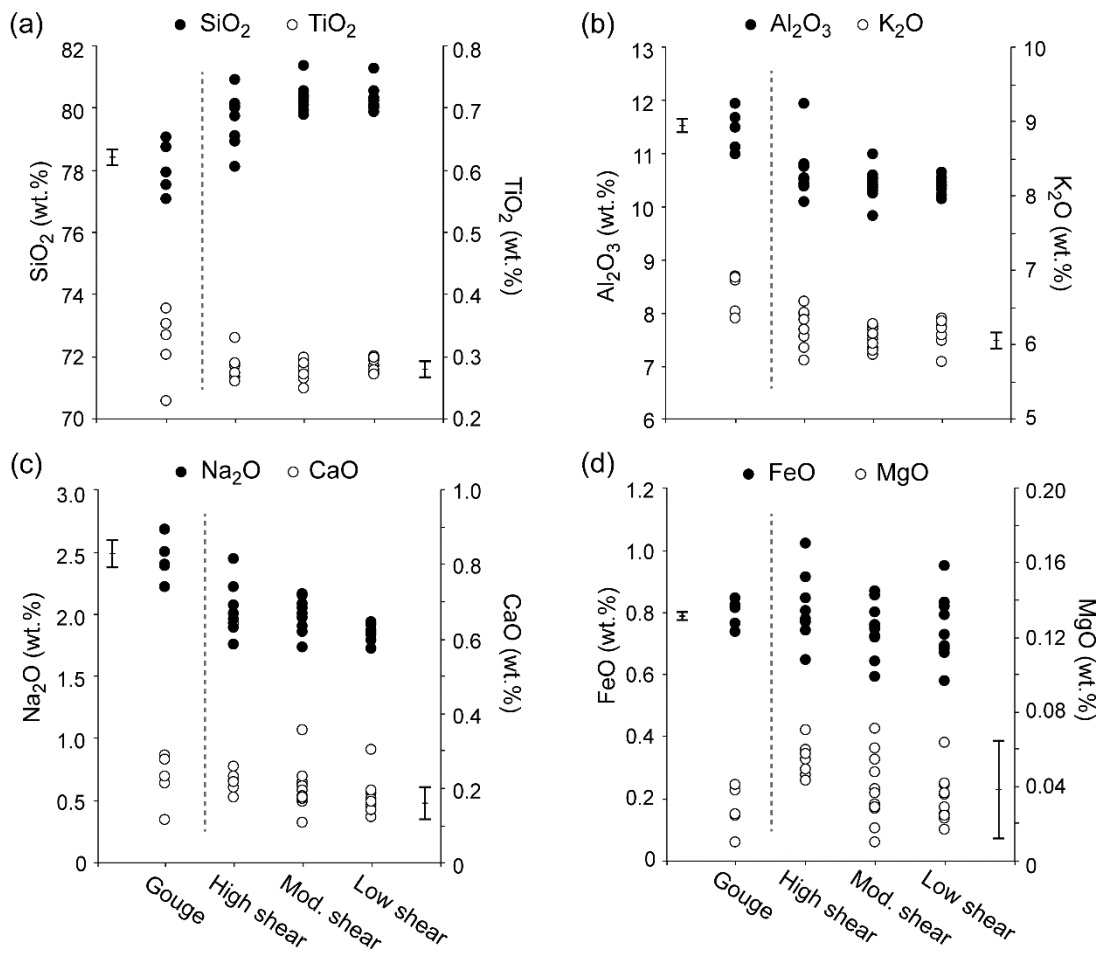 (a) ● SiO₂ ○ TiO₂
82
80
78
76
74
72
70
SiO₂ (wt.%)
0.8
0.7
0.6
0.5
0.4
0.3
0.2
TiO₂ (wt.%)
(b) ● Al₂O₃ ○ K₂O
13
12
11
10
9
8
7
6
Al₂O₃ (wt.%)
10
9
8
7
6
5
K₂O (wt.%)
(c) ● Na₂O ○ CaO
3.0
2.5
2.0
1.5
1.0
0.5
0
Na₂O (wt.%)
1.0
0.8
0.6
0.4
0.2
0
CaO (wt.%)
Gouge
High shear
Mod. shear
Low shear
(d) ● FeO ○ MgO
1.2
1.0
0.8
0.6
0.4
0.2
0
FeO (wt.%)
0.20
0.16
0.12
0.08
0.04
0
MgO (wt.%)
Gouge
High shear
Mod. shear
Low shear